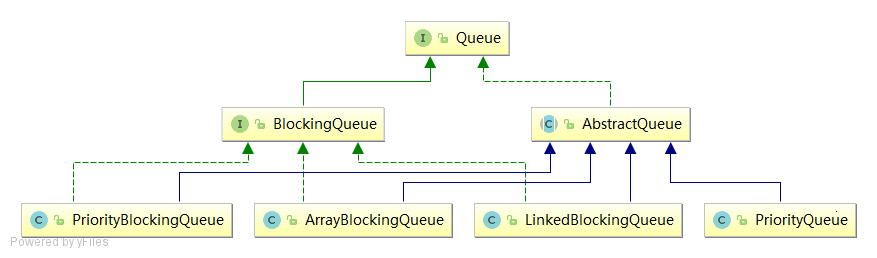 I Queue
I BlockingQueue
C AbstractQueue
C PriorityBlockingQueue
C ArrayBlockingQueue
C LinkedBlockingQueue
C PriorityQueue
Powered by yFiles